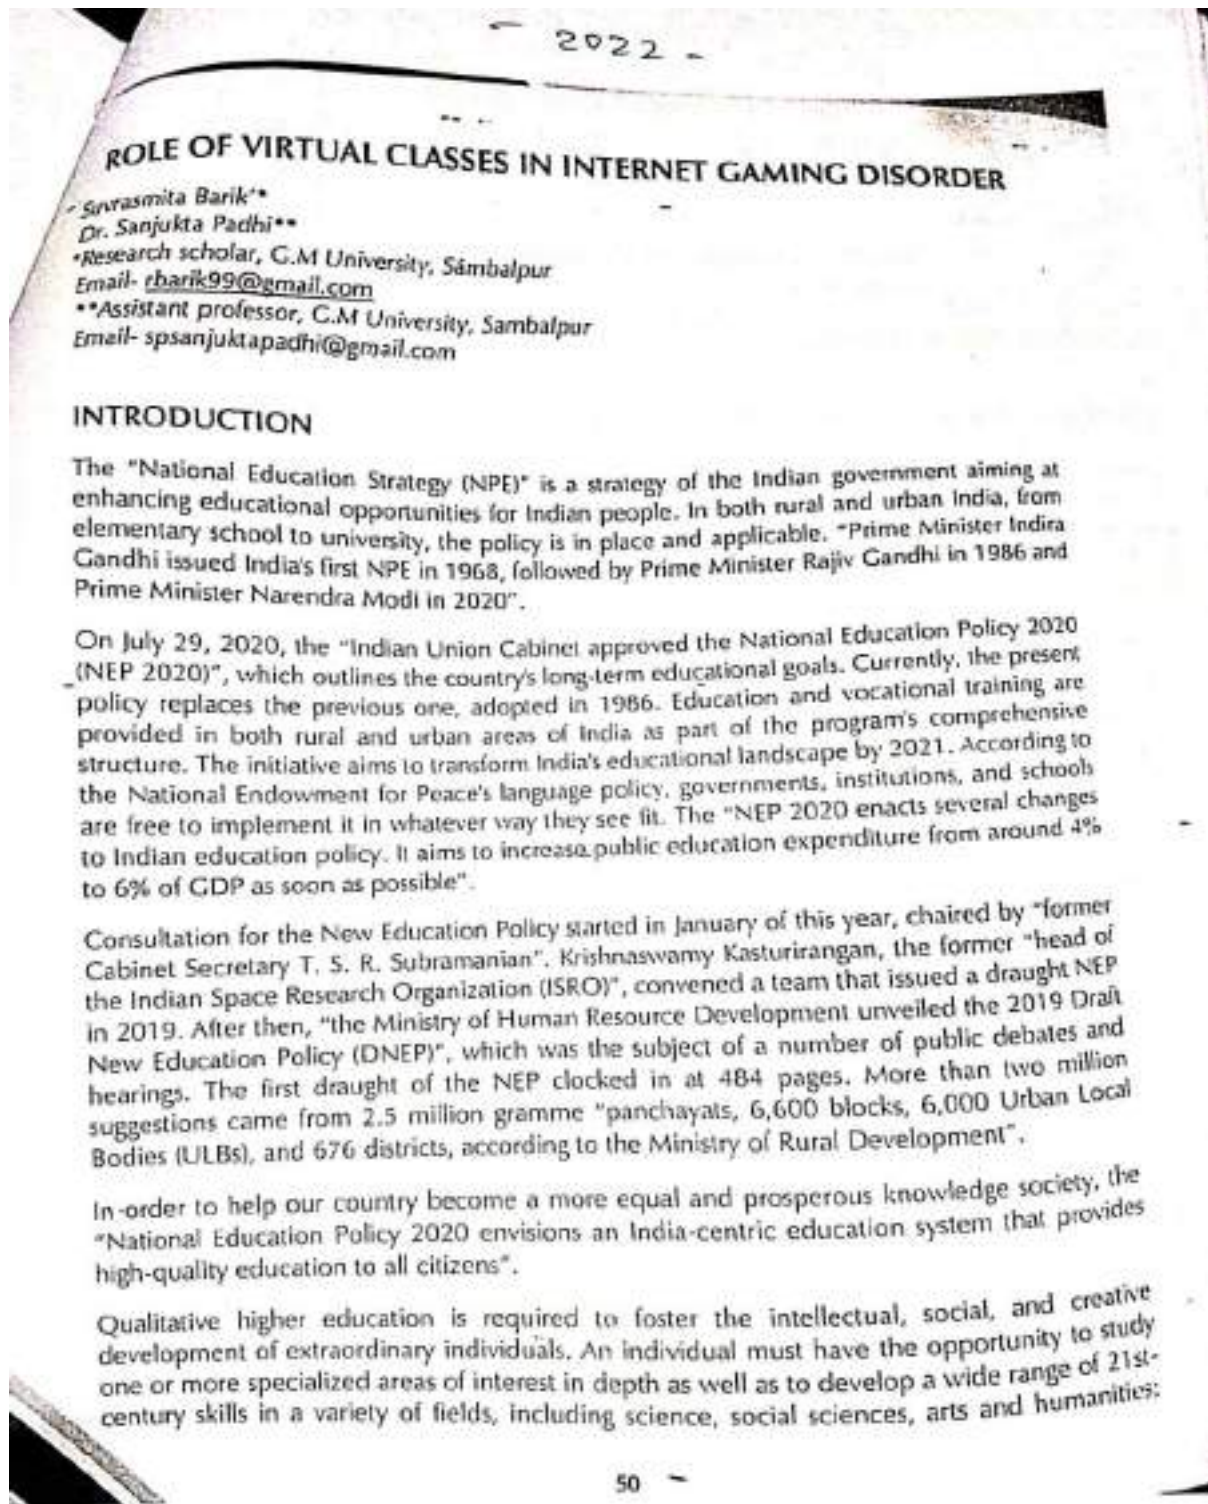 - 2022 -
ROLE OF VIRTUAL CLASSES IN INTERNET GAMING DISORDER
Suvrasmita Barik*
Dr. Sanjukta Padhi**
*Research scholar, G.M University, Sambalpur
Email- rbarik99@gmail.com
**Assistant professor, G.M University, Sambalpur
Email- spsanjuktapadhi@gmail.com
INTRODUCTION
The "National Education Strategy (NPE)" is a strategy of the Indian government aiming at
enhancing educational opportunities for Indian people. In both rural and urban India, from
elementary school to university, the policy is in place and applicable. "Prime Minister Indira
Gandhi issued India's first NPE in 1968, followed by Prime Minister Rajiv Gandhi in 1986 and
Prime Minister Narendra Modi in 2020".
On July 29, 2020, the "Indian Union Cabinet approved the National Education Policy 2020
(NEP 2020)", which outlines the country's long-term educational goals. Currently, the present
policy replaces the previous one, adopted in 1986. Education and vocational training are
provided in both rural and urban areas of India as part of the program's comprehensive
structure. The initiative aims to transform India's educational landscape by 2021. According to
the National Endowment for Peace's language policy, governments, institutions, and schools
are free to implement it in whatever way they see fit. The "NEP 2020 enacts several changes
to Indian education policy. It aims to increase public education expenditure from around 4%
to 6% of GDP as soon as possible".
Consultation for the New Education Policy started in January of this year, chaired by "former
Cabinet Secretary T. S. R. Subramanian". Krishnaswamy Kasturirangan, the former "head of
the Indian Space Research Organization (ISRO)", convened a team that issued a draught NEP
in 2019. After then, "the Ministry of Human Resource Development unveiled the 2019 Draft
New Education Policy (DNEP)", which was the subject of a number of public debates and
hearings. The first draught of the NEP clocked in at 484 pages. More than two million
suggestions came from 2.5 million gramme "panchayats, 6,600 blocks, 6,000 Urban Local
Bodies (ULBs), and 676 districts, according to the Ministry of Rural Development".
In-order to help our country become a more equal and prosperous knowledge society, the
"National Education Policy 2020 envisions an India-centric education system that provides
high-quality education to all citizens".
Qualitative higher education is required to foster the intellectual, social, and creative
development of extraordinary individuals. An individual must have the opportunity to study
one or more specialized areas of interest in depth as well as to develop a wide range of 21st-
century skills in a variety of fields, including science, social sciences, arts and humanities;
50